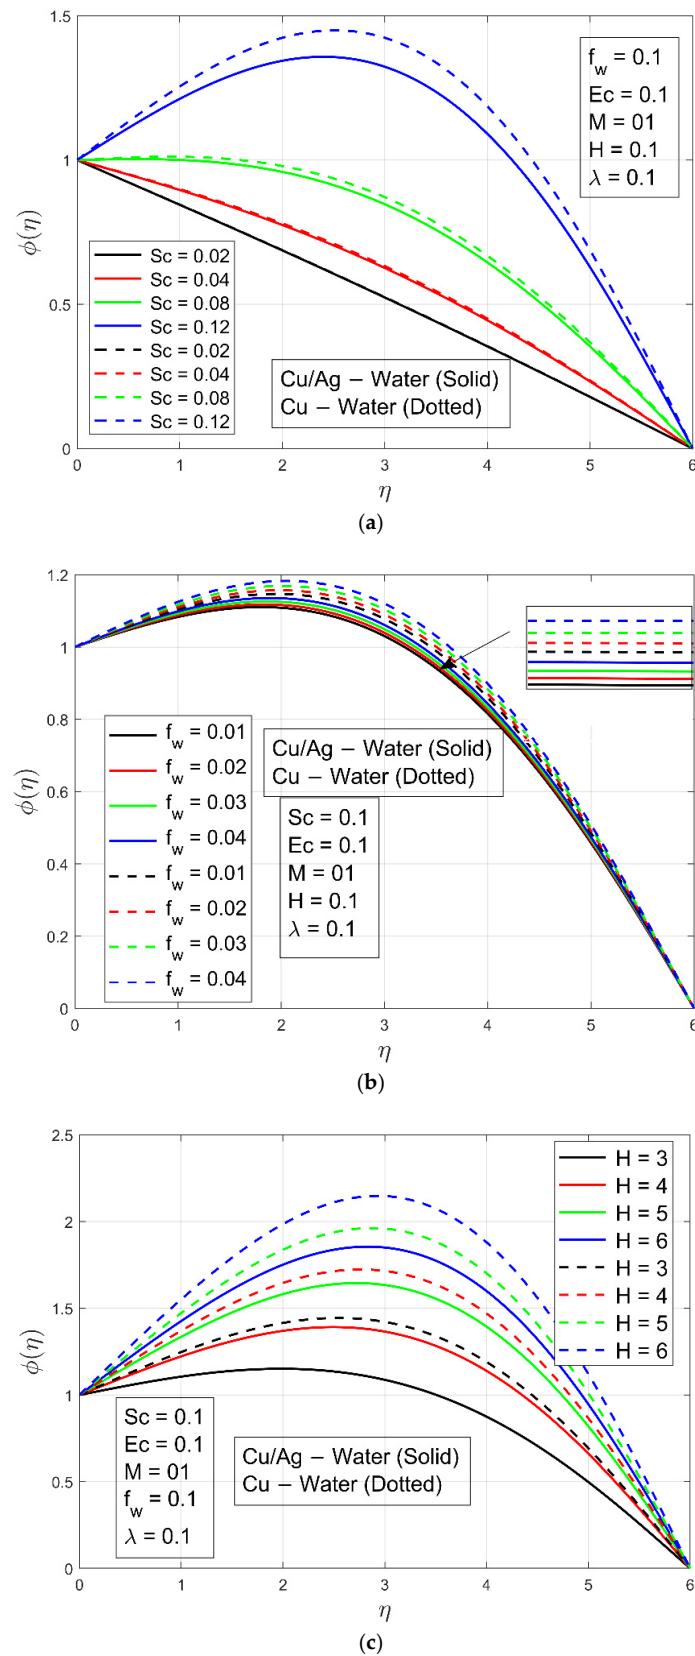 1.5
1
0.5
0
0
1
2
3
4
5
6
ϕ(η)
η
f_w = 0.1
Ec = 0.1
M = 01
H = 0.1
λ = 0.1
Sc = 0.02
Sc = 0.04
Sc = 0.08
Sc = 0.12
Sc = 0.02
Sc = 0.04
Sc = 0.08
Sc = 0.12
Cu/Ag − Water (Solid)
Cu − Water (Dotted)
(a)
1.2
1
0.8
0.6
0.4
0.2
0
0
1
2
3
4
5
6
ϕ(η)
η
f_w = 0.01
f_w = 0.02
f_w = 0.03
f_w = 0.04
f_w = 0.01
f_w = 0.02
f_w = 0.03
f_w = 0.04
Cu/Ag − Water (Solid)
Cu − Water (Dotted)
Sc = 0.1
Ec = 0.1
M = 01
H = 0.1
λ = 0.1
(b)
2.5
2
1.5
1
0.5
0
0
1
2
3
4
5
6
ϕ(η)
η
H = 3
H = 4
H = 5
H = 6
H = 3
H = 4
H = 5
H = 6
Sc = 0.1
Ec = 0.1
M = 01
f_w = 0.1
λ = 0.1
Cu/Ag − Water (Solid)
Cu − Water (Dotted)
(c)